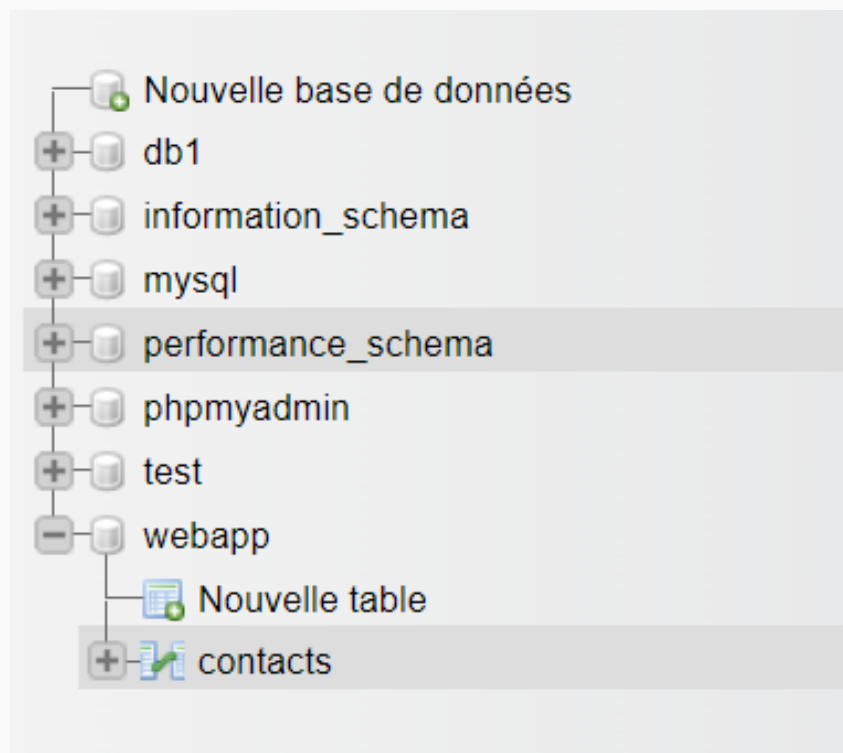 Nouvelle base de données
db1
information_schema
mysql
performance_schema
phpmyadmin
test
webapp
Nouvelle table
contacts